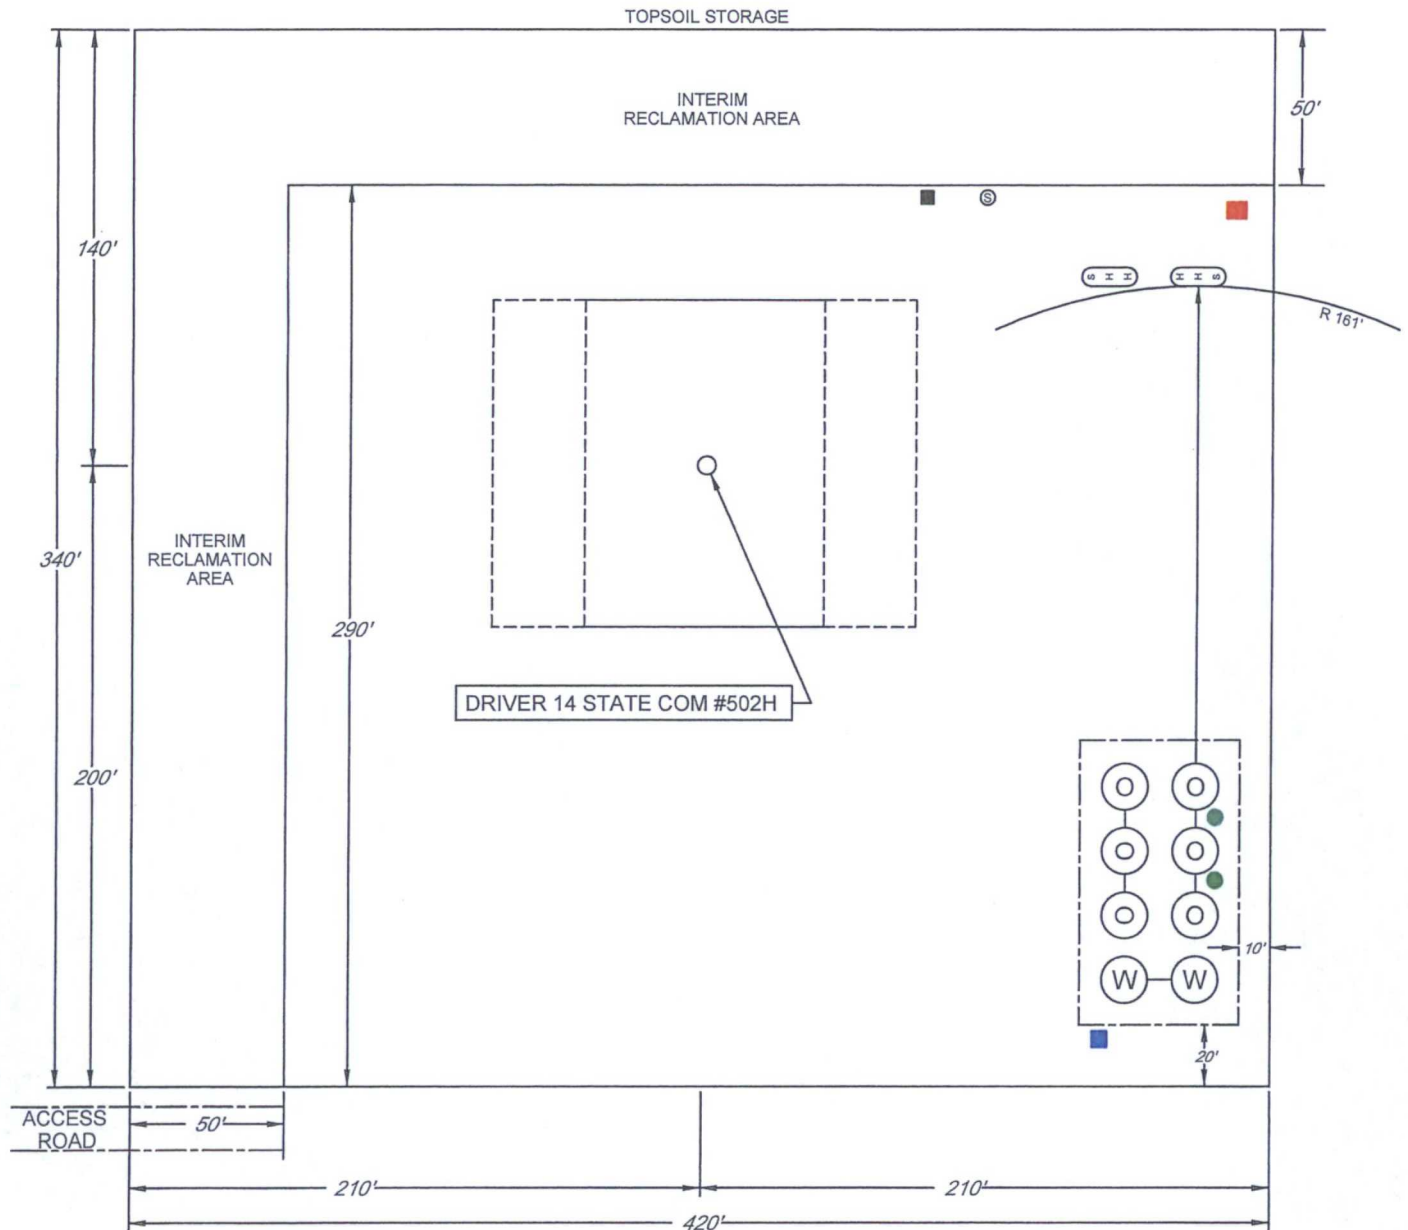 TOPSOIL STORAGE
INTERIM
RECLAMATION AREA
50'
140'
S
S H H
H H S
R 161'
INTERIM
RECLAMATION
AREA
340'
290'
DRIVER 14 STATE COM #502H
200'
O O
O O
O O
10'
W W
20'
ACCESS
ROAD
50'
210'
210'
420'